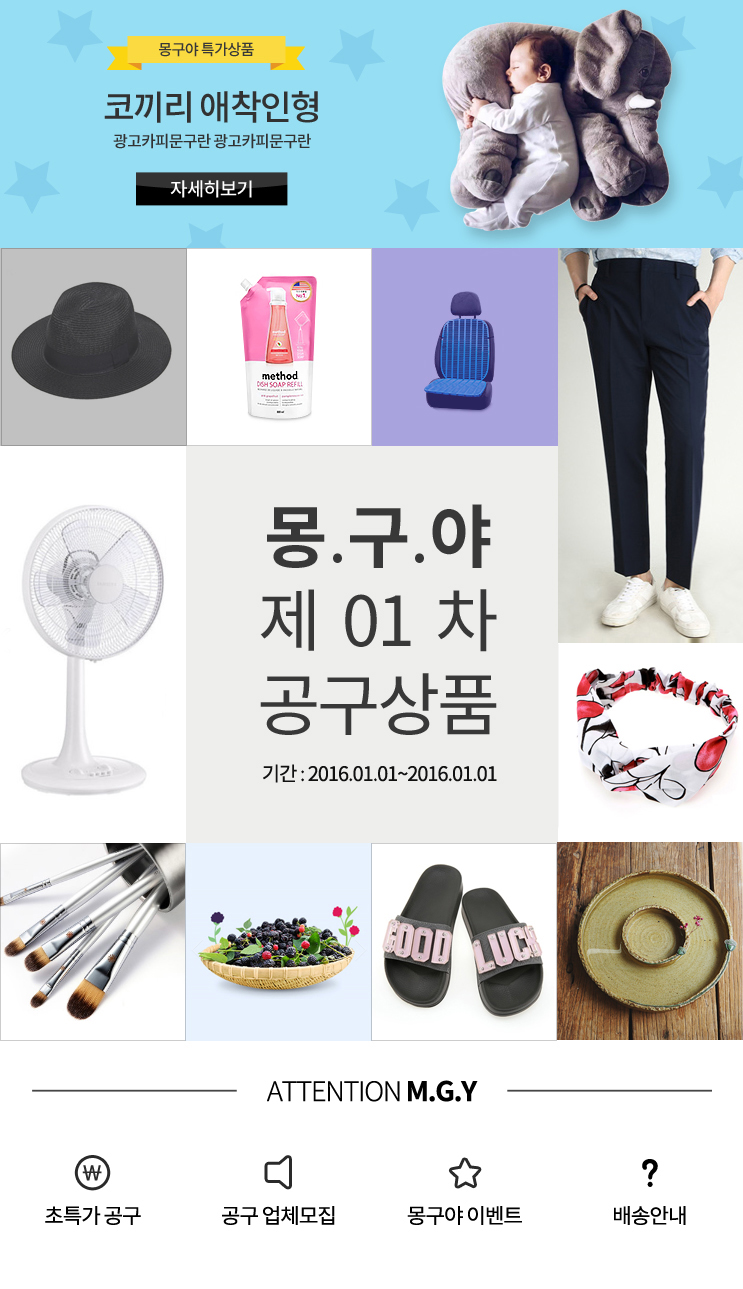 몽구야 특가상품
코끼리 애착인형
광고카피문구란 광고카피문구란
자세히보기
method
DISH SOAP REFILL
몽.구.야
제 01 차
공구상품
기간 : 2016.01.01~2016.01.01
GOOD LUCK
ATTENTION M.G.Y
초특가 공구
공구 업체모집
몽구야 이벤트
배송안내